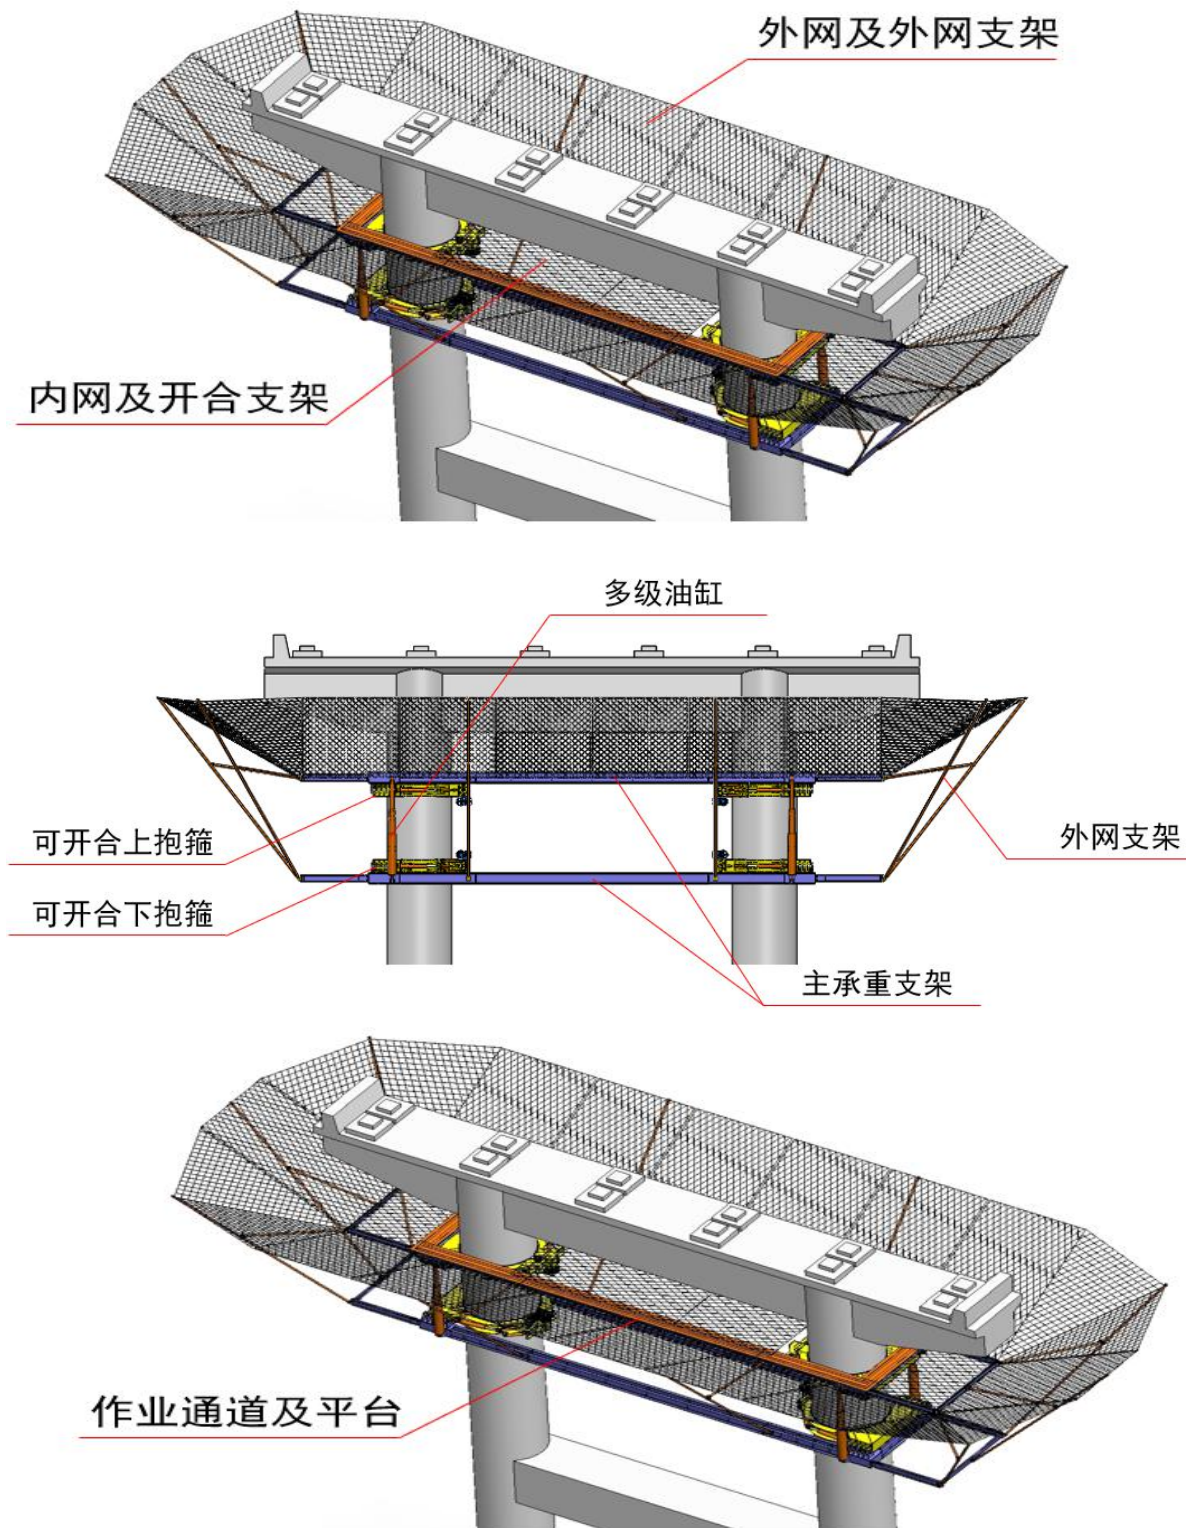 外网及外网支架
内网及开合支架
多级油缸
可开合上抱箍
外网支架
可开合下抱箍
主承重支架
作业通道及平台